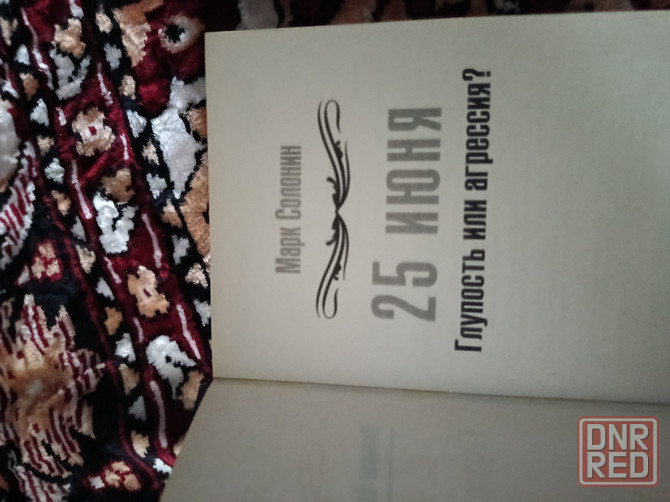 Марк Солонин
25 ИЮНЯ
Глупость или агрессия?
DNR
RED